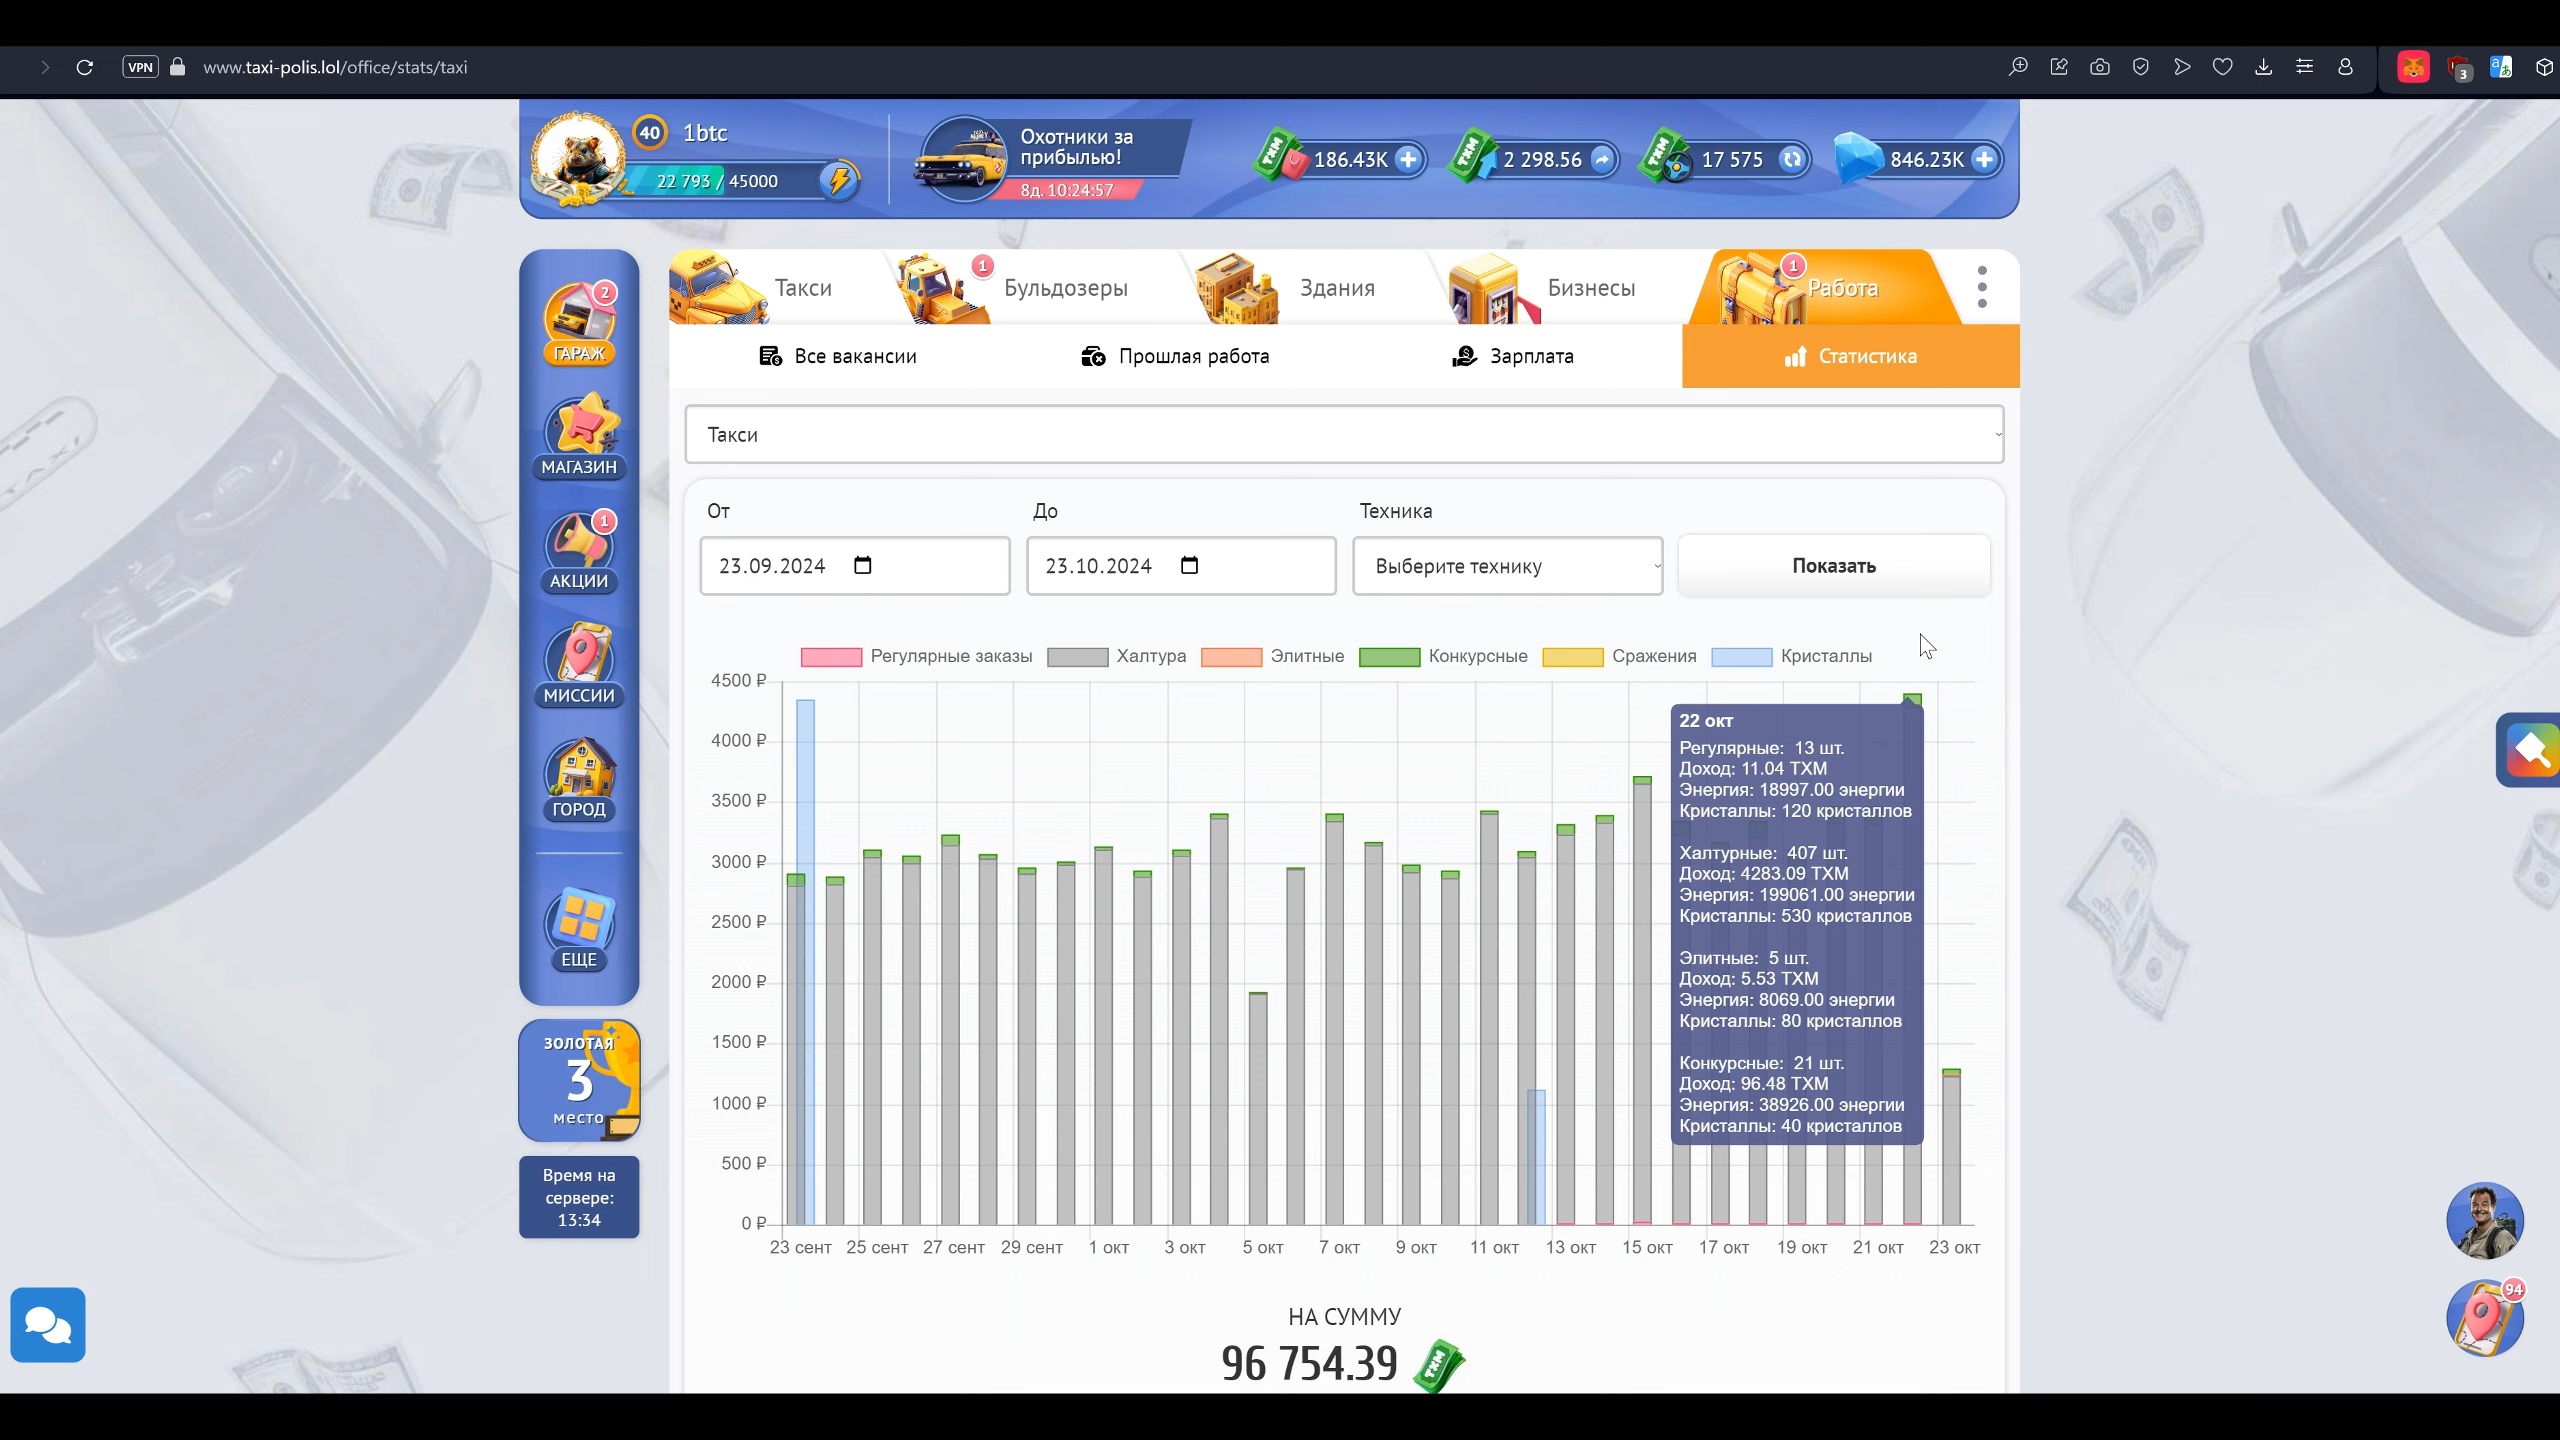 VPN www.taxi-polis.lol/office/stats/taxi
3
40 1btc
22 793 / 45000
Охотники за
прибылью!
8д. 10:24:57
186.43K
2 298.56
17 575
846.23K
2
ГАРАЖ
МАГАЗИН
1
АКЦИИ
МИССИИ
ГОРОД
ЕЩЕ
ЗОЛОТАЯ
3
место
Время на
сервере:
13:34
Такси
1
Бульдозеры
Здания
Бизнесы
1
Работа
Все вакансии
Прошлая работа
Зарплата
Статистика
Такси
От
До
Техника
23.09.2024
23.10.2024
Выберите технику
Показать
Регулярные заказы
Халтура
Элитные
Конкурсные
Сражения
Кристаллы
4500 ₽
4000 ₽
3500 ₽
3000 ₽
2500 ₽
2000 ₽
1500 ₽
1000 ₽
500 ₽
0 ₽
22 окт
Регулярные: 13 шт.
Доход: 11.04 TXM
Энергия: 18997.00 энергии
Кристаллы: 120 кристаллов
Халтурные: 407 шт.
Доход: 4283.09 TXM
Энергия: 199061.00 энергии
Кристаллы: 530 кристаллов
Элитные: 5 шт.
Доход: 5.53 TXM
Энергия: 8069.00 энергии
Кристаллы: 80 кристаллов
Конкурсные: 21 шт.
Доход: 96.48 TXM
Энергия: 38926.00 энергии
Кристаллы: 40 кристаллов
23 сент
25 сент
27 сент
29 сент
1 окт
3 окт
5 окт
7 окт
9 окт
11 окт
13 окт
15 окт
17 окт
19 окт
21 окт
23 окт
НА СУММУ
96 754.39
TXM
94